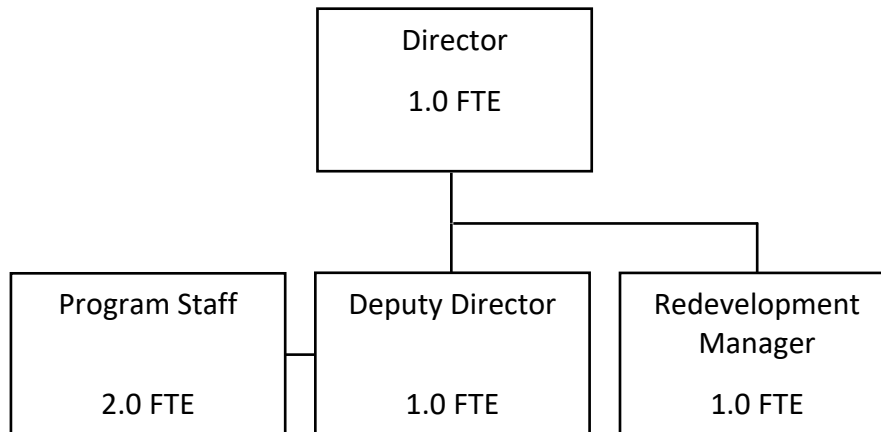 Director
1.0 FTE
Program Staff
2.0 FTE
Deputy Director
1.0 FTE
Redevelopment
Manager
1.0 FTE